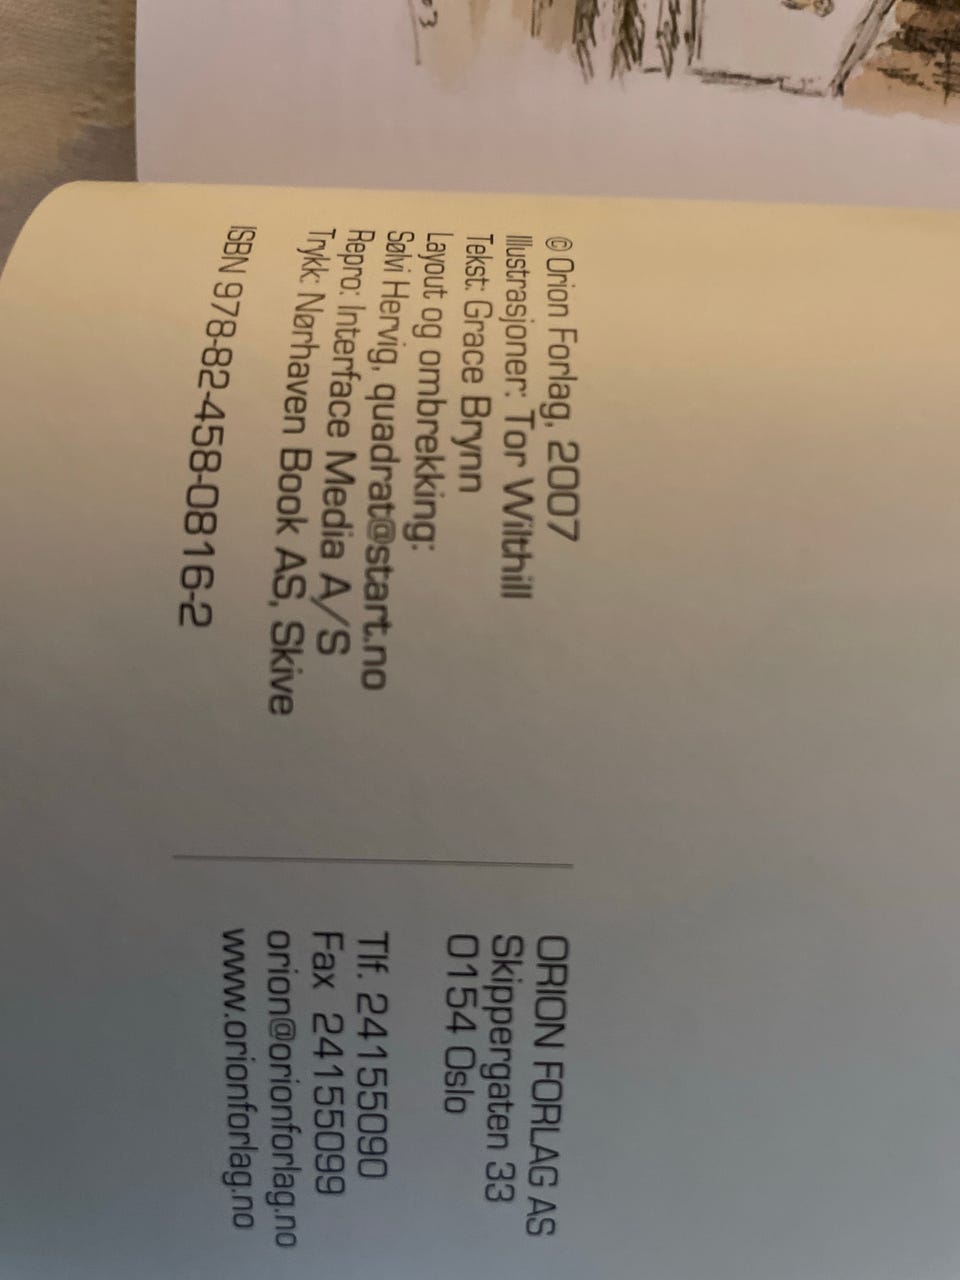 © Orion Forlag, 2007
Illustrasjoner: Tor Wilthill
Tekst: Grace Brynn
Layout og ombrekking:
Sølvi Hervig, quadrat@start.no
Repro: Interface Media A/S
Trykk: Nørhaven Book AS, Skive
ISBN 978-82-458-0816-2
ORION FORLAG AS
Skippergaten 33
0154 Oslo
Tlf. 24155090
Fax 24155099
orion@orionforlag.no
www.orionforlag.no